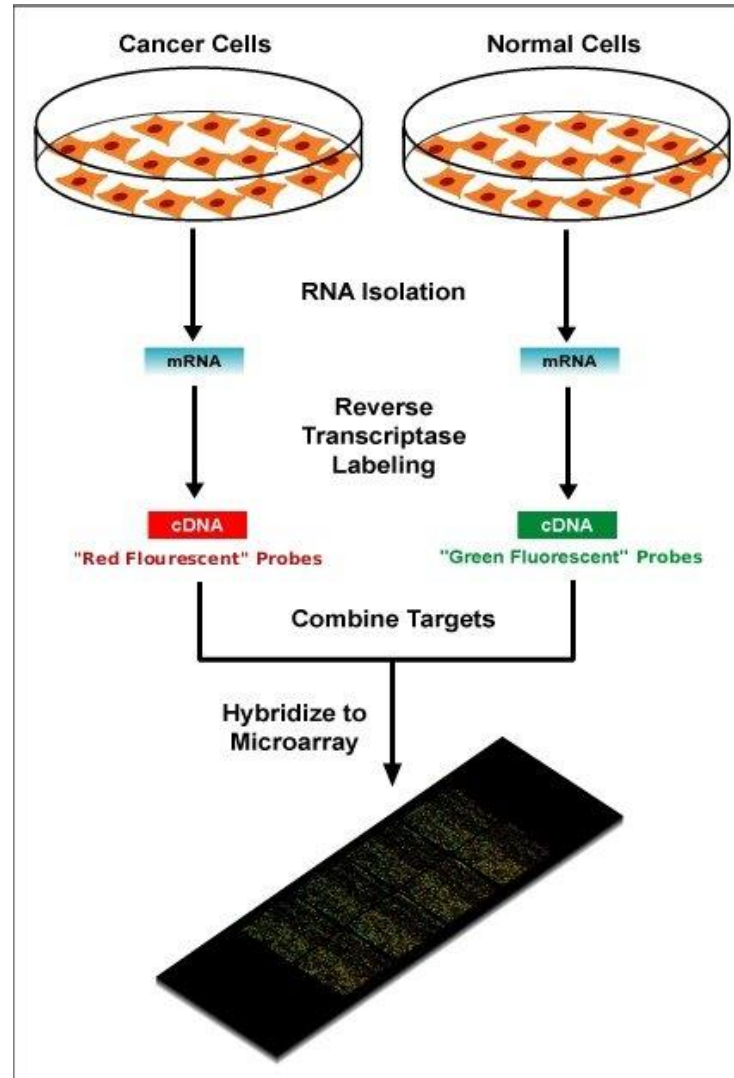 Cancer Cells
Normal Cells
RNA Isolation
mRNA
mRNA
Reverse
Transcriptase
Labeling
cDNA
cDNA
"Red Flourescent" Probes
"Green Fluorescent" Probes
Combine Targets
Hybridize to
Microarray